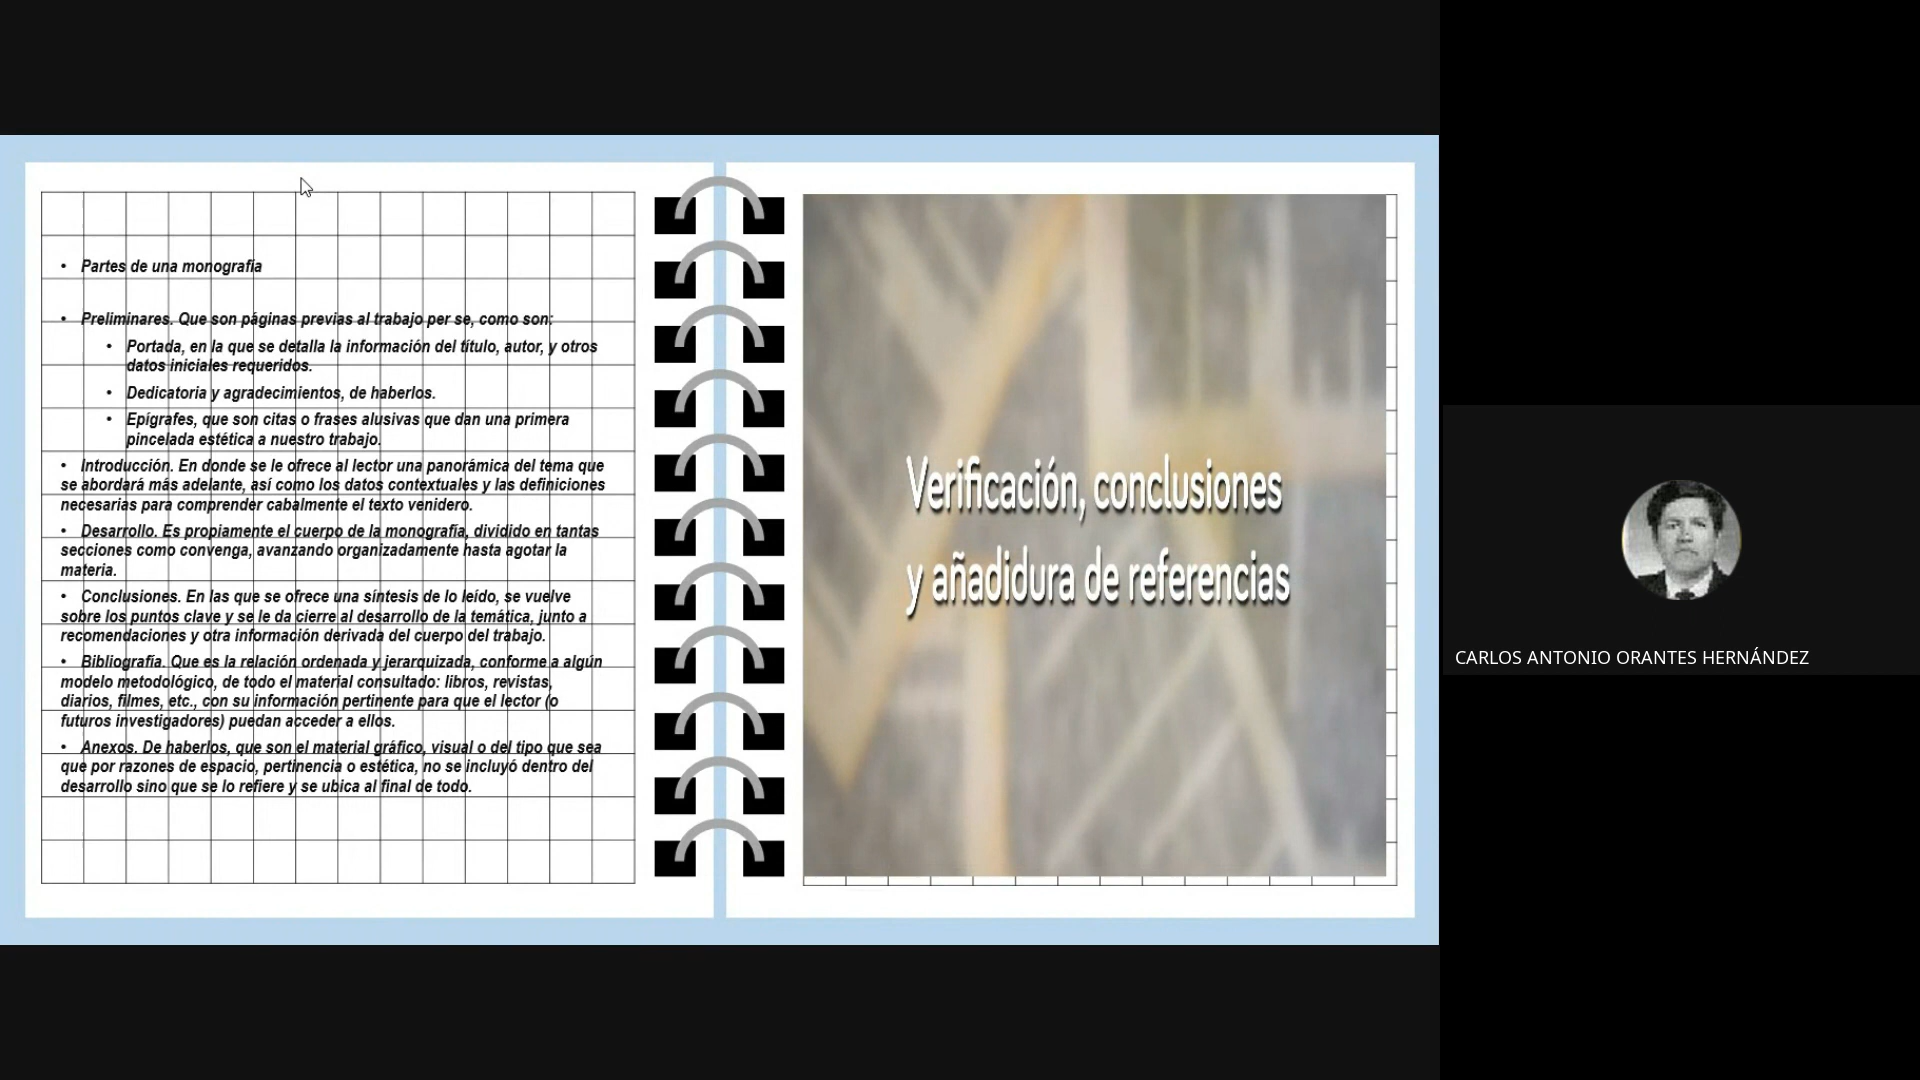 • Partes de una monografía
• Preliminares. Que son páginas previas al trabajo per se, como son:
• Portada, en la que se detalla la información del título, autor, y otros
datos iniciales requeridos.
• Dedicatoria y agradecimientos, de haberlos.
• Epígrafes, que son citas o frases alusivas que dan una primera
pincelada estética a nuestro trabajo.
• Introducción. En donde se le ofrece al lector una panorámica del tema que
se abordará más adelante, así como los datos contextuales y las definiciones
necesarias para comprender cabalmente el texto venidero.
• Desarrollo. Es propiamente el cuerpo de la monografía, dividido en tantas
secciones como convenga, avanzando organizadamente hasta agotar la
materia.
• Conclusiones. En las que se ofrece una síntesis de lo leído, se vuelve
sobre los puntos clave y se le da cierre al desarrollo de la temática, junto a
recomendaciones y otra información derivada del cuerpo del trabajo.
• Bibliografía. Que es la relación ordenada y jerarquizada, conforme a algún
modelo metodológico, de todo el material consultado: libros, revistas,
diarios, filmes, etc., con su información pertinente para que el lector (o
futuros investigadores) puedan acceder a ellos.
• Anexos. De haberlos, que son el material gráfico, visual o del tipo que sea
que por razones de espacio, pertinencia o estética, no se incluyó dentro del
desarrollo sino que se lo refiere y se ubica al final de todo.
Verificación, conclusiones
y añadidura de referencias
CARLOS ANTONIO ORANTES HERNÁNDEZ